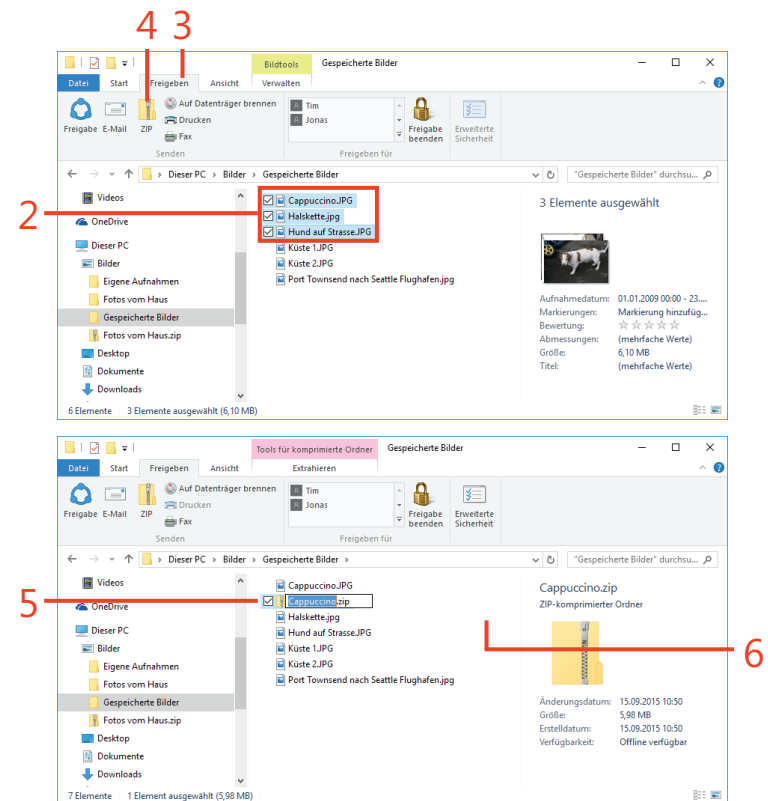 4 3
Bildtools Gespeicherte Bilder
Datei Start Freigeben Ansicht Verwalten
Freigabe E-Mail ZIP
Auf Datenträger brennen
Drucken
Fax
Senden
Tim
Jonas
Freigabe beenden
Erweiterte Sicherheit
Freigeben für
Dieser PC > Bilder > Gespeicherte Bilder
"Gespeicherte Bilder" durchsu...
2
Videos
OneDrive
Dieser PC
Bilder
Eigene Aufnahmen
Fotos vom Haus
Gespeicherte Bilder
Fotos vom Haus.zip
Desktop
Dokumente
Downloads
Cappuccino.JPG
Halskette.jpg
Hund auf Strasse.JPG
Küste 1.JPG
Küste 2.JPG
Port Townsend nach Seattle Flughafen.jpg
3 Elemente ausgewählt
Aufnahmedatum: 01.01.2009 00:00 - 23....
Markierungen: Markierung hinzufüg...
Bewertung: ☆ ☆ ☆ ☆ ☆
Abmessungen: (mehrfache Werte)
Größe: 6,10 MB
Titel: (mehrfache Werte)
6 Elemente 3 Elemente ausgewählt (6,10 MB)
Tools für komprimierte Ordner Gespeicherte Bilder
Datei Start Freigeben Ansicht Extrahieren
Freigabe E-Mail ZIP
Auf Datenträger brennen
Drucken
Fax
Senden
Tim
Jonas
Freigabe beenden
Erweiterte Sicherheit
Freigeben für
Dieser PC > Bilder > Gespeicherte Bilder >
"Gespeicherte Bilder" durchsu...
5
Videos
OneDrive
Dieser PC
Bilder
Eigene Aufnahmen
Fotos vom Haus
Gespeicherte Bilder
Fotos vom Haus.zip
Desktop
Dokumente
Downloads
Cappuccino.JPG
Cappuccino.zip
Halskette.jpg
Hund auf Strasse.JPG
Küste 1.JPG
Küste 2.JPG
Port Townsend nach Seattle Flughafen.jpg
Cappuccino.zip
ZIP-komprimierter Ordner
6
Änderungsdatum: 15.09.2015 10:50
Größe: 5,98 MB
Erstelldatum: 15.09.2015 10:50
Verfügbarkeit: Offline verfügbar
7 Elemente 1 Element ausgewählt (5,98 MB)